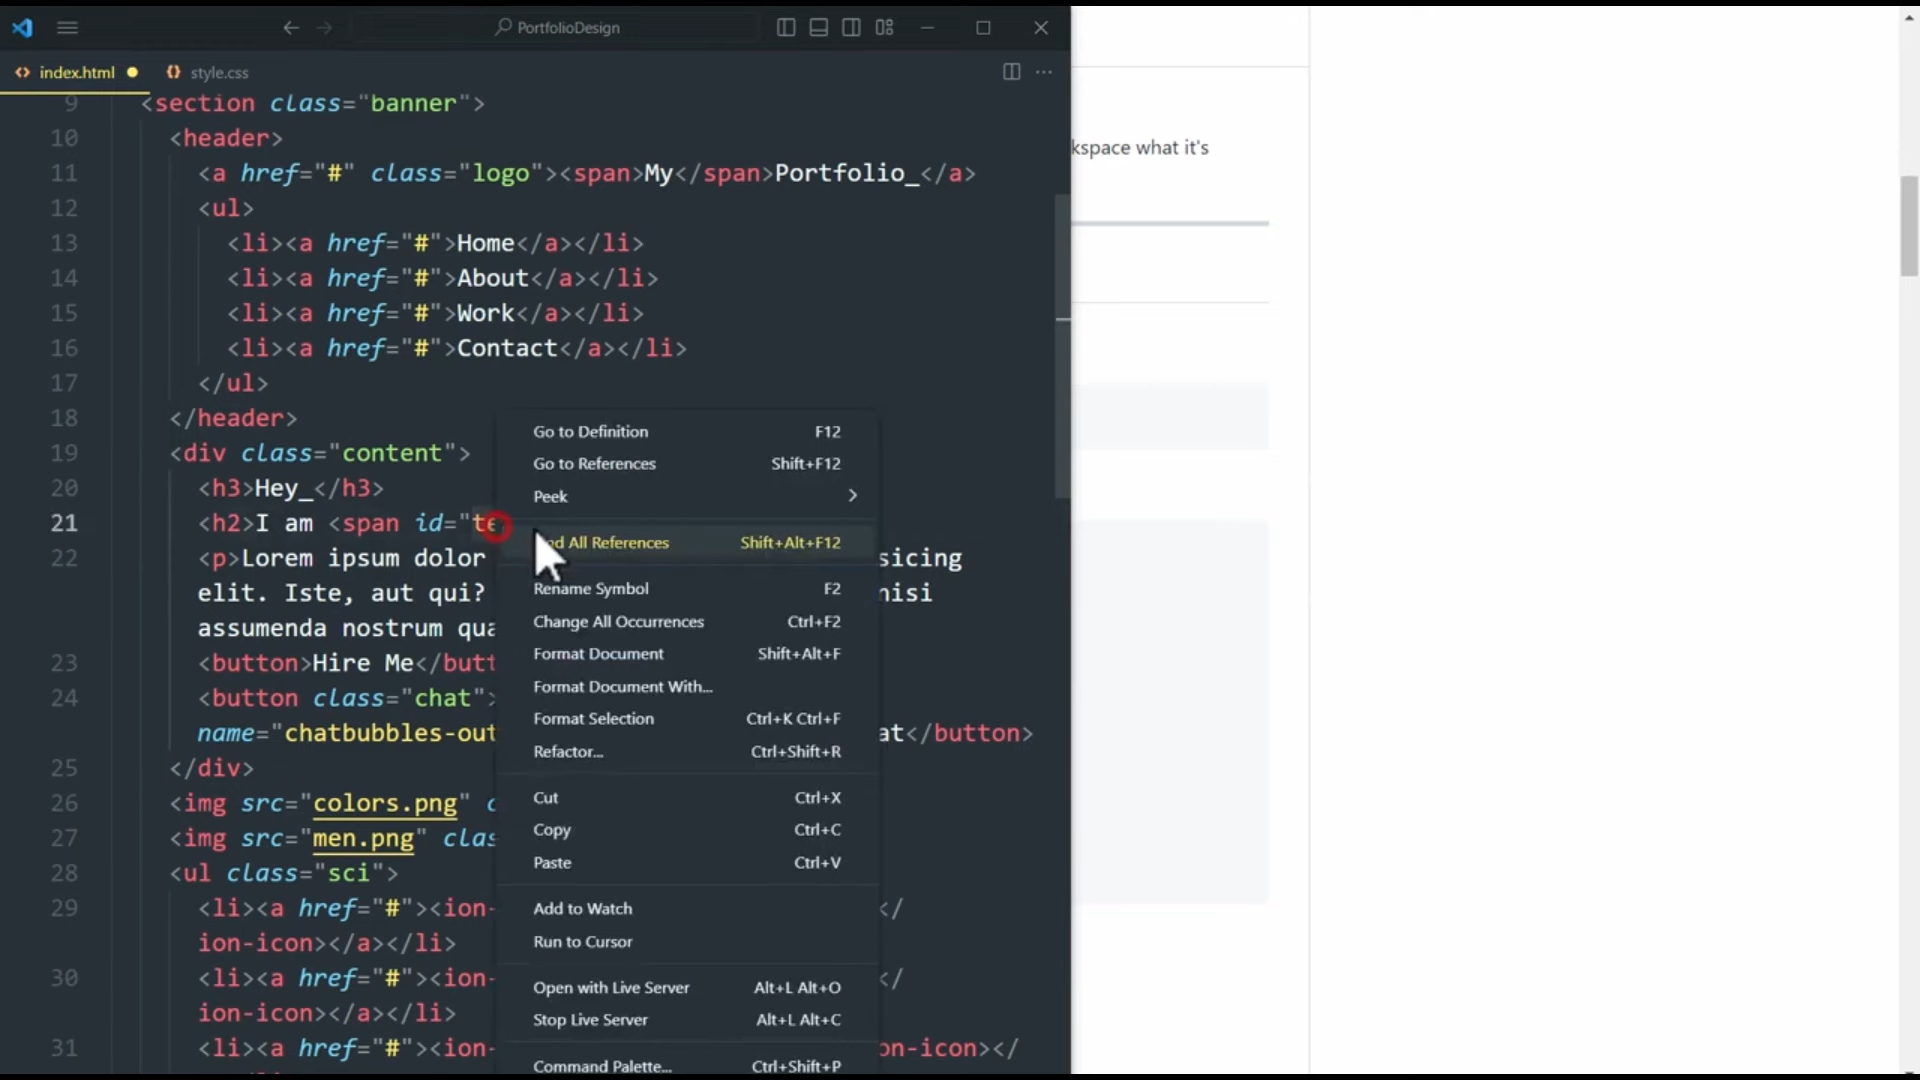 PortfolioDesign
index.html
style.css
9 <section class="banner">
10 <header>
11 <a href="#" class="logo"><span>My</span>Portfolio_</a>
12 <ul>
13 <li><a href="#">Home</a></li>
14 <li><a href="#">About</a></li>
15 <li><a href="#">Work</a></li>
16 <li><a href="#">Contact</a></li>
17 </ul>
18 </header>
19 <div class="content">
20 <h3>Hey_</h3>
21 <h2>I am <span id="te
22 <p>Lorem ipsum dolor sicing
elit. Iste, aut qui? nisi
assumenda nostrum qua
23 <button>Hire Me</butt
24 <button class="chat">
name="chatbubbles-out at</button>
25 </div>
26 <img src="colors.png" c
27 <img src="men.png" clas
28 <ul class="sci">
29 <li><a href="#"><ion- </
ion-icon></a></li>
30 <li><a href="#"><ion- </
ion-icon></a></li>
31 <li><a href="#"><ion- on-icon></
Go to Definition F12
Go to References Shift+F12
Peek
All References Shift+Alt+F12
Rename Symbol F2
Change All Occurrences Ctrl+F2
Format Document Shift+Alt+F
Format Document With...
Format Selection Ctrl+K Ctrl+F
Refactor... Ctrl+Shift+R
Cut Ctrl+X
Copy Ctrl+C
Paste Ctrl+V
Add to Watch
Run to Cursor
Open with Live Server Alt+L Alt+O
Stop Live Server Alt+L Alt+C
Command Palette... Ctrl+Shift+P
kspace what it's